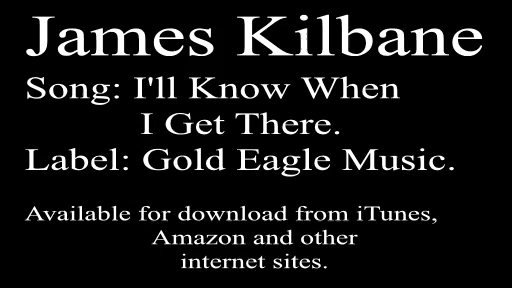 James Kilbane
Song: I'll Know When
I Get There.
Label: Gold Eagle Music.
Available for download from iTunes,
Amazon and other
internet sites.